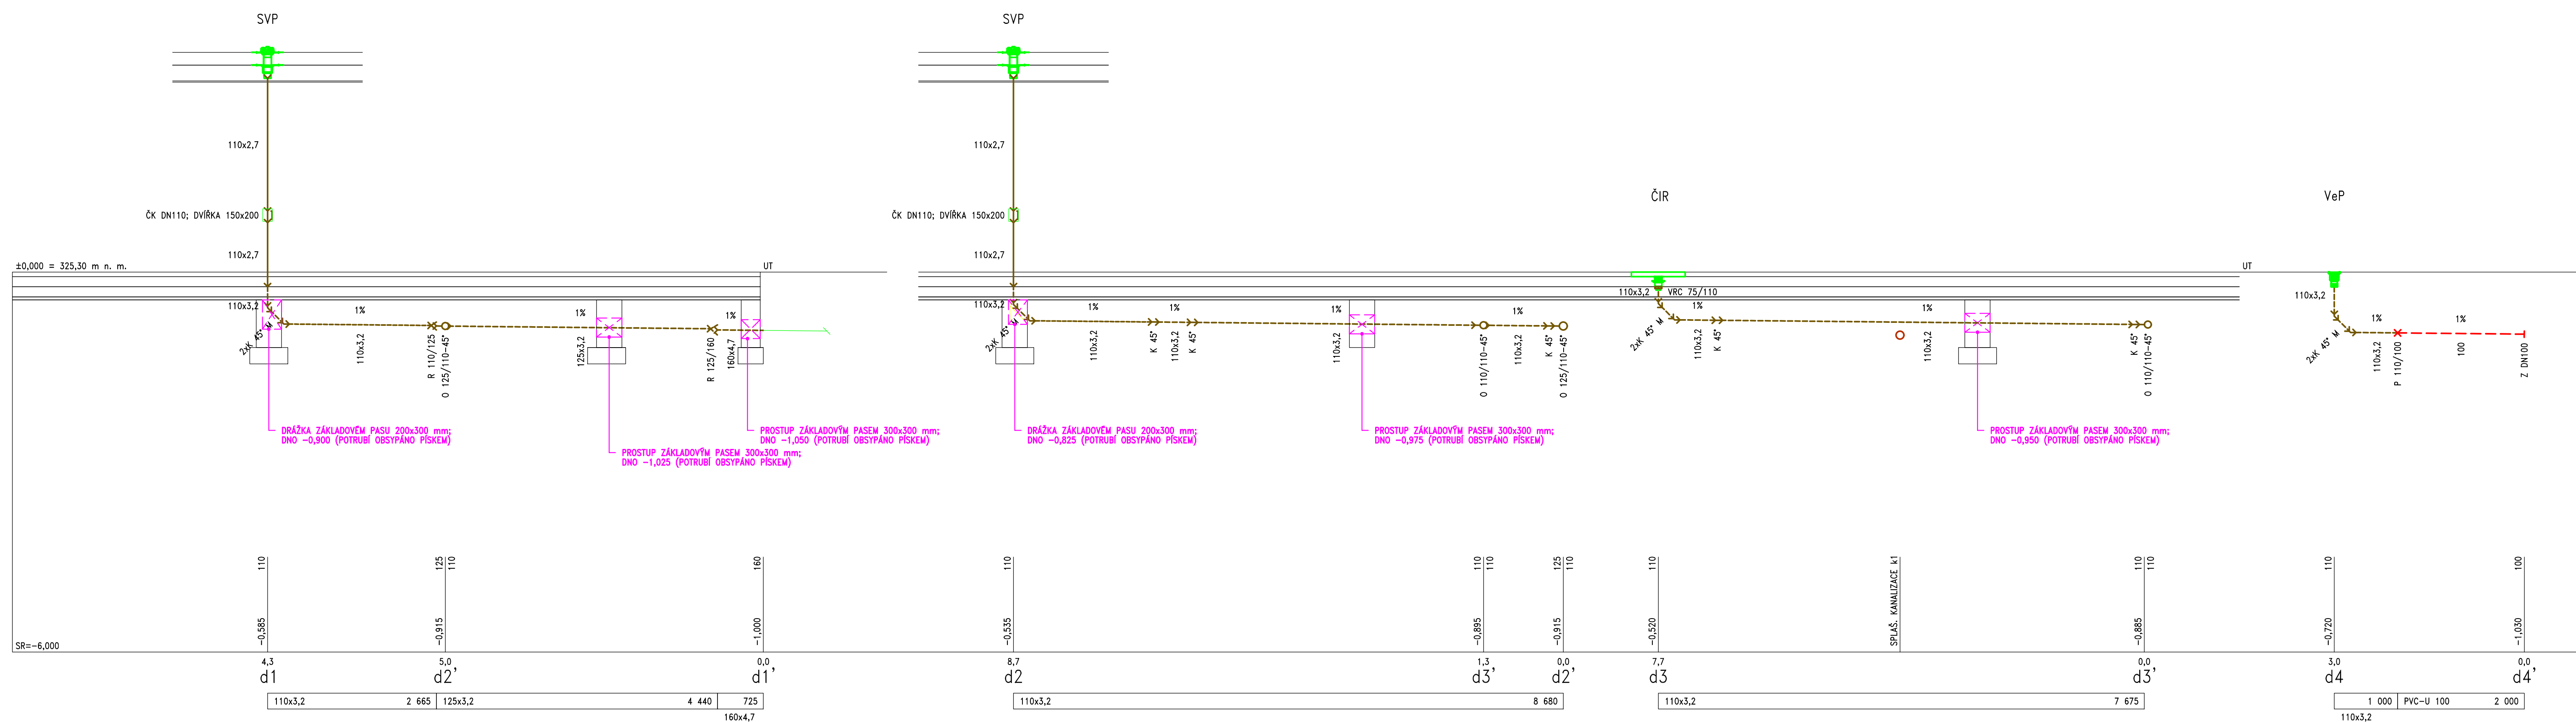 SVP
SVP
ČIR
VeP
110x2,7
ČK DN110; DVÍŘKA 150x200
110x2,7
±0,000 = 325,30 m n. m.
UT
110x3,2
2xK 45° M
1%
110x3,2
R 110/125
O 125/110-45°
1%
125x3,2
R 125/160
1%
160x4,7
DRÁŽKA ZÁKLADOVÉM PASU 200x300 mm;
DNO -0,900 (POTRUBÍ OBSYPÁNO PÍSKEM)
PROSTUP ZÁKLADOVÝM PASEM 300x300 mm;
DNO -1,025 (POTRUBÍ OBSYPÁNO PÍSKEM)
PROSTUP ZÁKLADOVÝM PASEM 300x300 mm;
DNO -1,050 (POTRUBÍ OBSYPÁNO PÍSKEM)
110x2,7
ČK DN110; DVÍŘKA 150x200
110x2,7
110x3,2
2xK 45° M
1%
110x3,2
K 45°
1%
110x3,2
K 45°
1%
110x3,2
O 110/110-45°
1%
110x3,2
K 45°
O 125/110-45°
DRÁŽKA ZÁKLADOVÉM PASU 200x300 mm;
DNO -0,825 (POTRUBÍ OBSYPÁNO PÍSKEM)
PROSTUP ZÁKLADOVÝM PASEM 300x300 mm;
DNO -0,975 (POTRUBÍ OBSYPÁNO PÍSKEM)
110x3,2
VRC 75/110
2xK 45° M
1%
110x3,2
K 45°
1%
110x3,2
K 45°
O 110/110-45°
PROSTUP ZÁKLADOVÝM PASEM 300x300 mm;
DNO -0,950 (POTRUBÍ OBSYPÁNO PÍSKEM)
UT
110x3,2
2xK 45° M
1%
110x3,2
P 110/100
1%
100
Z DN100
110
125
110
160
110
110
110
125
110
110
SPLAŠ. KANALIZACE k1
110
110
110
100
SR=-6,000
-0,585
-0,915
-1,000
-0,535
-0,895
-0,915
-0,520
-0,885
-0,720
-1,030
4,3
5,0
0,0
8,7
1,3
0,0
7,7
0,0
3,0
0,0
d1
d2'
d1'
d2
d3'
d2'
d3
d3'
d4
d4'
110x3,2
2 665
125x3,2
4 440
725
160x4,7
110x3,2
8 680
110x3,2
7 675
1 000
PVC-U 100
2 000
110x3,2